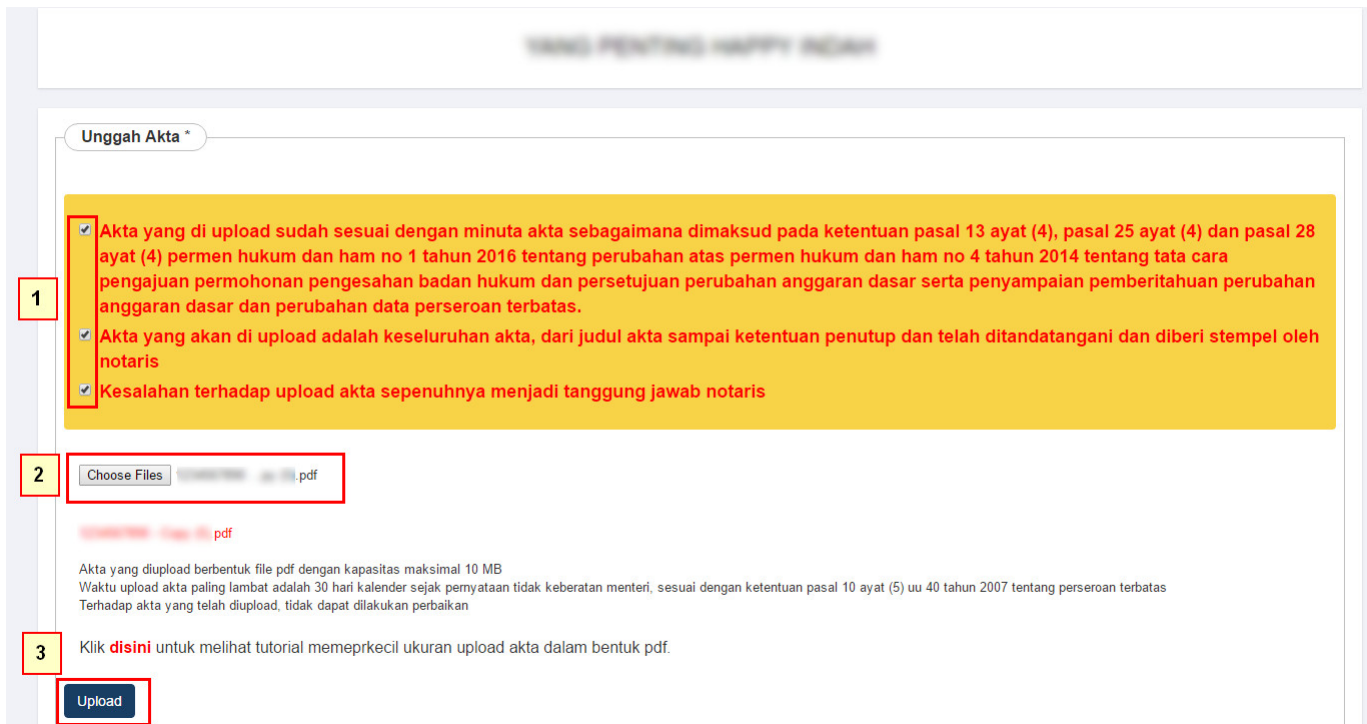 YANG PENTING HAPPY INDAH
Unggah Akta *
Akta yang di upload sudah sesuai dengan minuta akta sebagaimana dimaksud pada ketentuan pasal 13 ayat (4), pasal 25 ayat (4) dan pasal 28
ayat (4) permen hukum dan ham no 1 tahun 2016 tentang perubahan atas permen hukum dan ham no 4 tahun 2014 tentang tata cara
pengajuan permohonan pengesahan badan hukum dan persetujuan perubahan anggaran dasar serta penyampaian pemberitahuan perubahan
1
anggaran dasar dan perubahan data perseroan terbatas.
Akta yang akan di upload adalah keseluruhan akta, dari judul akta sampai ketentuan penutup dan telah ditandatangani dan diberi stempel oleh
notaris
Kesalahan terhadap upload akta sepenuhnya menjadi tanggung jawab notaris
2
Choose Files .pdf
pdf
Akta yang diupload berbentuk file pdf dengan kapasitas maksimal 10 MB
Waktu upload akta paling lambat adalah 30 hari kalender sejak pernyataan tidak keberatan menteri, sesuai dengan ketentuan pasal 10 ayat (5) uu 40 tahun 2007 tentang perseroan terbatas
Terhadap akta yang telah diupload, tidak dapat dilakukan perbaikan
3
Klik disini untuk melihat tutorial memeprkecil ukuran upload akta dalam bentuk pdf.
Upload